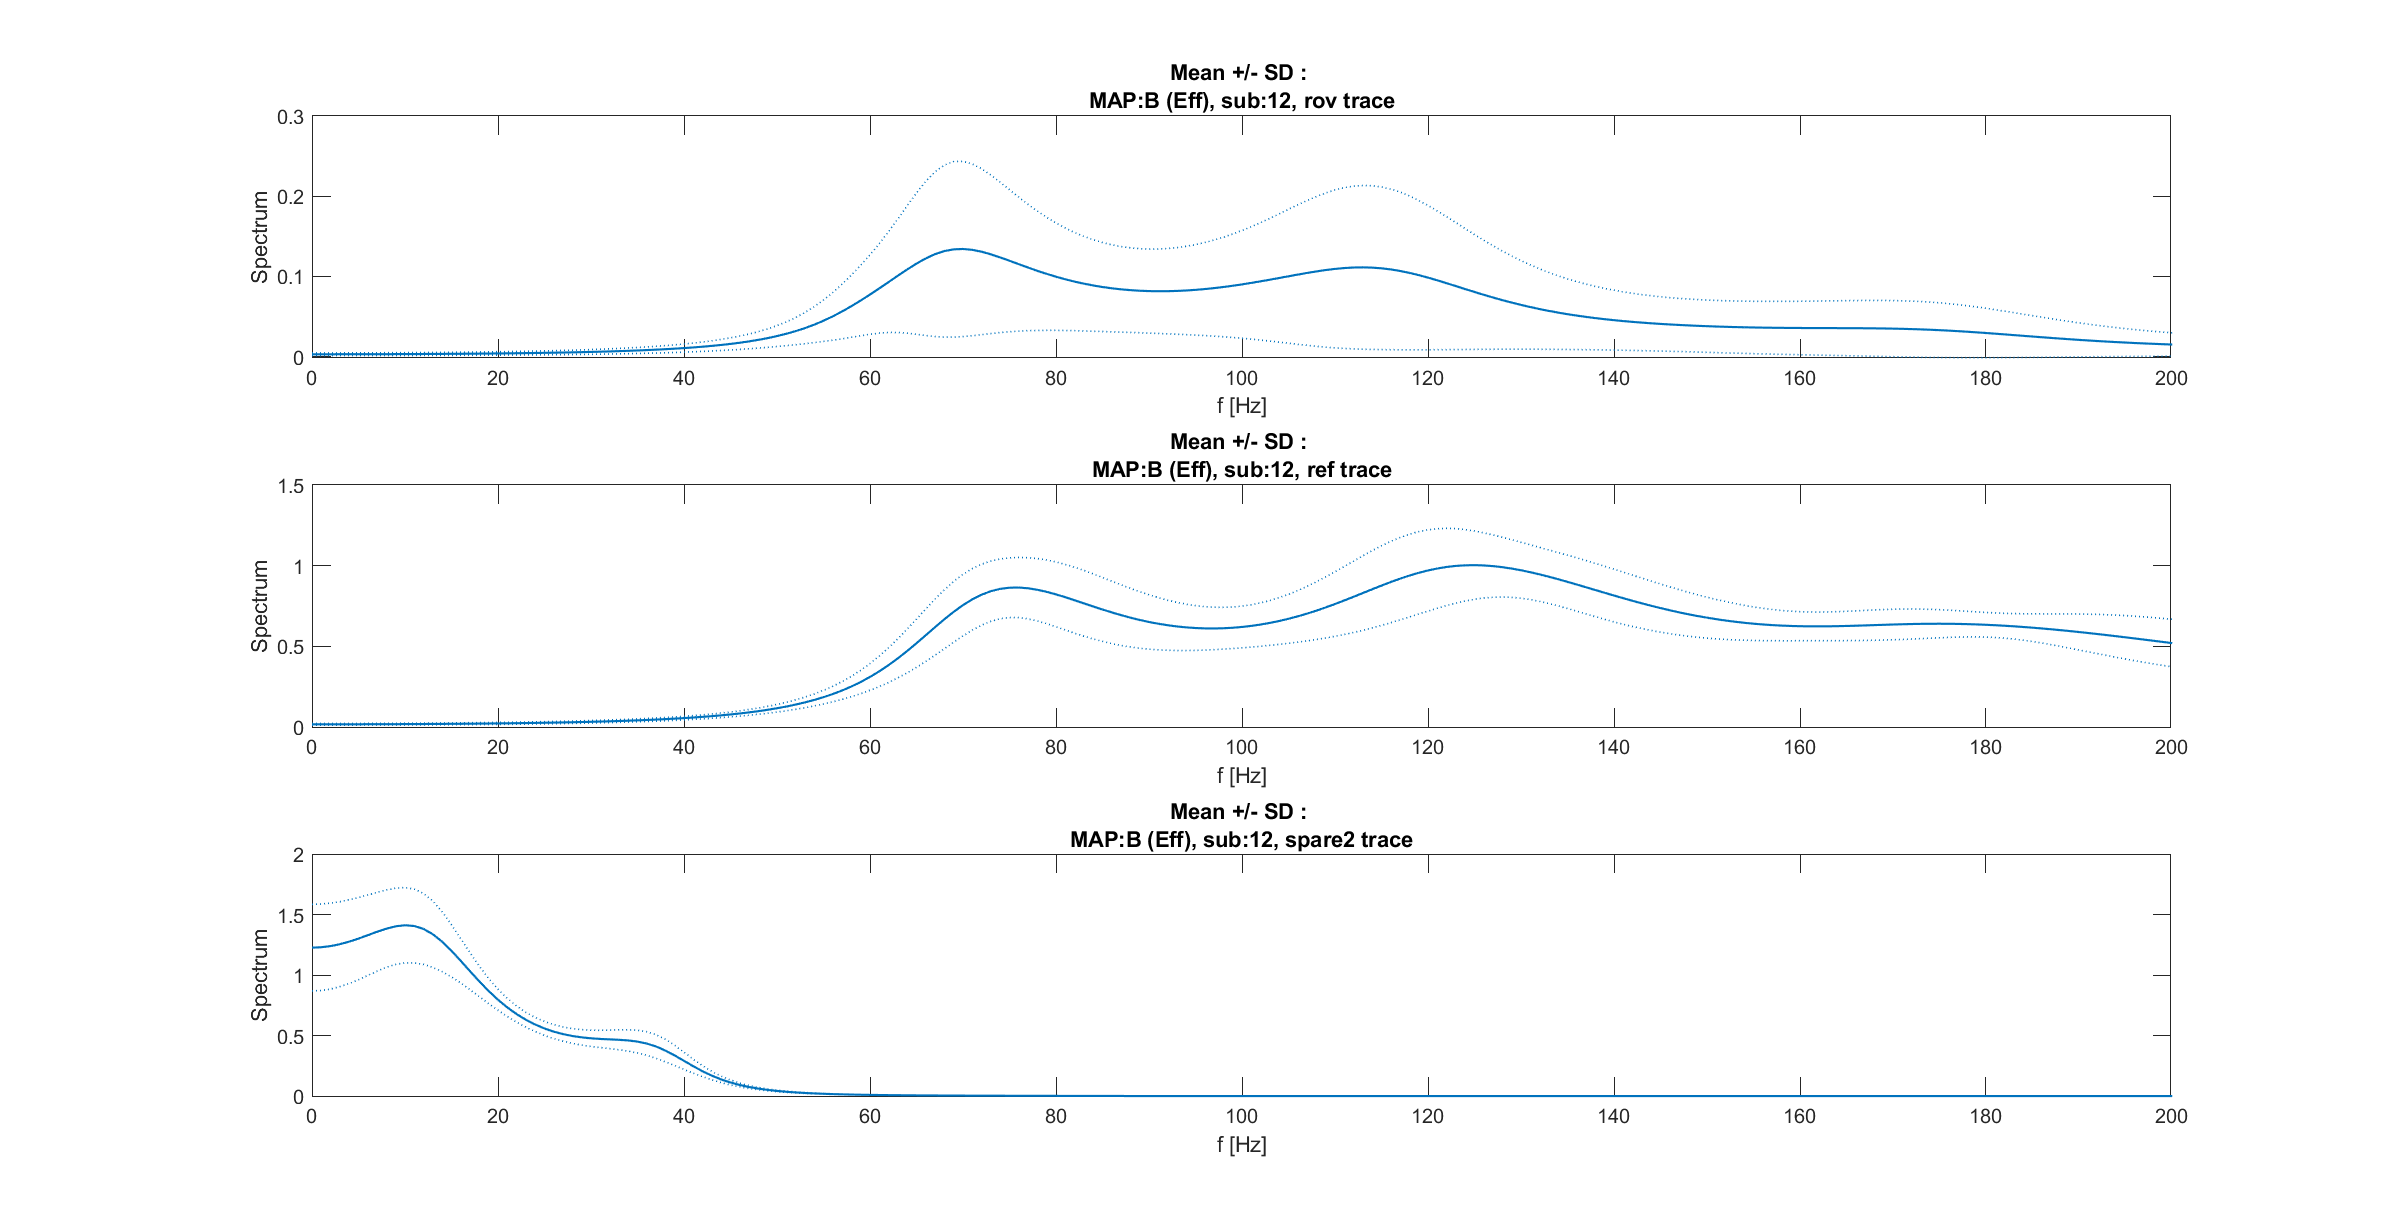 Mean +/- SD :
MAP:B (Eff), sub:12, rov trace
0.3
0.2
0.1
0
Spectrum
0 20 40 60 80 100 120 140 160 180 200
f [Hz]
Mean +/- SD :
MAP:B (Eff), sub:12, ref trace
1.5
1
0.5
0
Spectrum
0 20 40 60 80 100 120 140 160 180 200
f [Hz]
Mean +/- SD :
MAP:B (Eff), sub:12, spare2 trace
2
1.5
1
0.5
0
Spectrum
0 20 40 60 80 100 120 140 160 180 200
f [Hz]